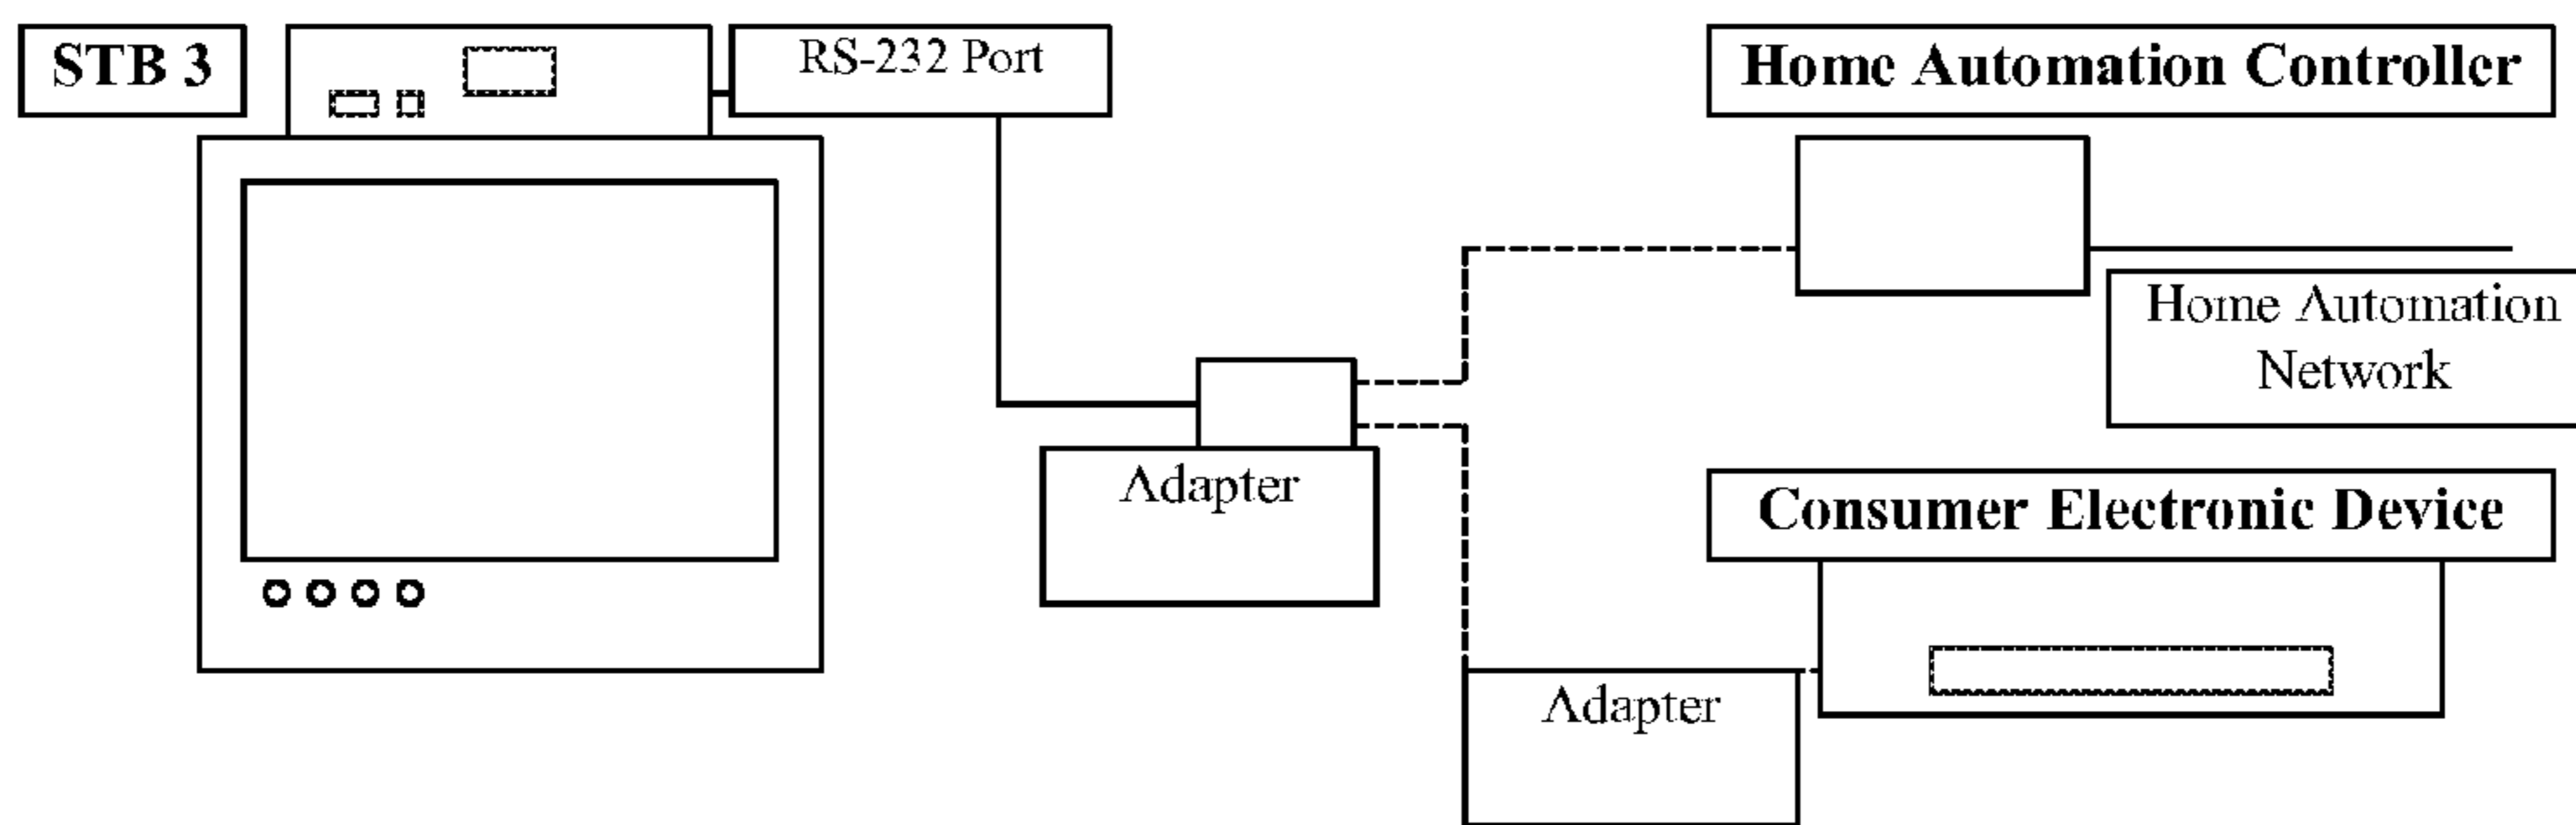 STB 3
RS-232 Port
Home Automation Controller
Home Automation
Network
Adapter
Consumer Electronic Device
Adapter